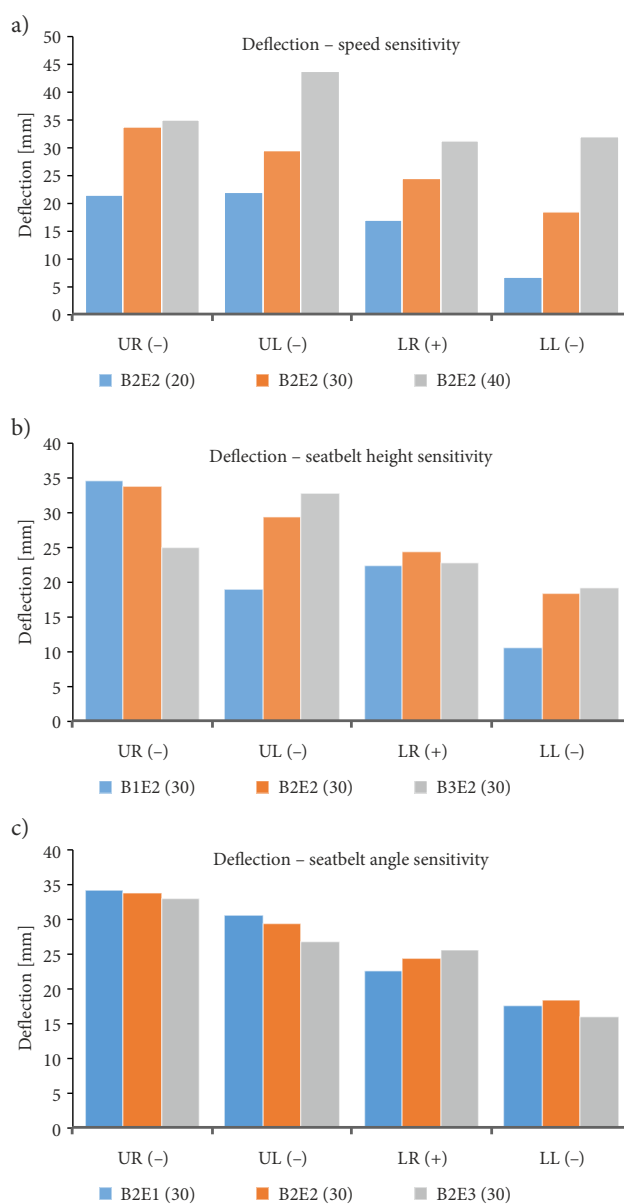 a)
Deflection – speed sensitivity
Deflection [mm]
50
45
40
35
30
25
20
15
10
5
0
UR (–) UL (–) LR (+) LL (–)
B2E2 (20) B2E2 (30) B2E2 (40)
b)
Deflection – seatbelt height sensitivity
Deflection [mm]
40
35
30
25
20
15
10
5
0
UR (–) UL (–) LR (+) LL (–)
B1E2 (30) B2E2 (30) B3E2 (30)
c)
Deflection – seatbelt angle sensitivity
Deflection [mm]
40
35
30
25
20
15
10
5
0
UR (–) UL (–) LR (+) LL (–)
B2E1 (30) B2E2 (30) B2E3 (30)